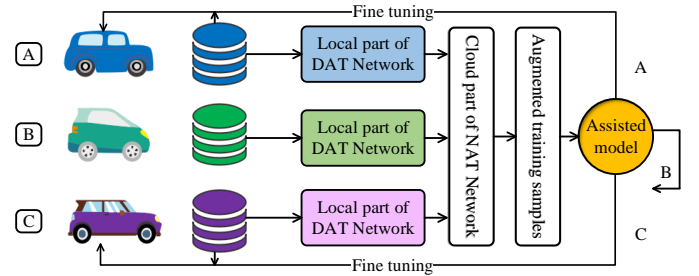 Fine tuning
A
Local part of
DAT Network
B
Local part of
DAT Network
C
Local part of
DAT Network
Cloud part of NAT Network
Augmented training
samples
Assisted
model
A
B
C
Fine tuning